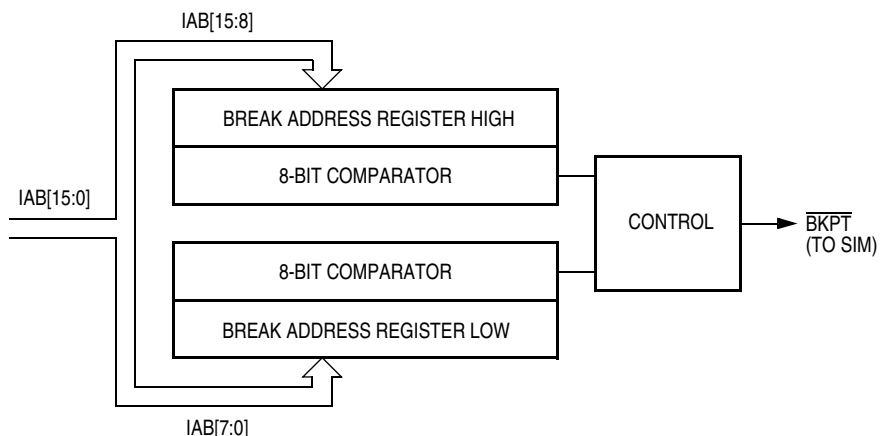 IAB[15:8]
BREAK ADDRESS REGISTER HIGH
8-BIT COMPARATOR
IAB[15:0]
CONTROL
BKPT
(TO SIM)
8-BIT COMPARATOR
BREAK ADDRESS REGISTER LOW
IAB[7:0]